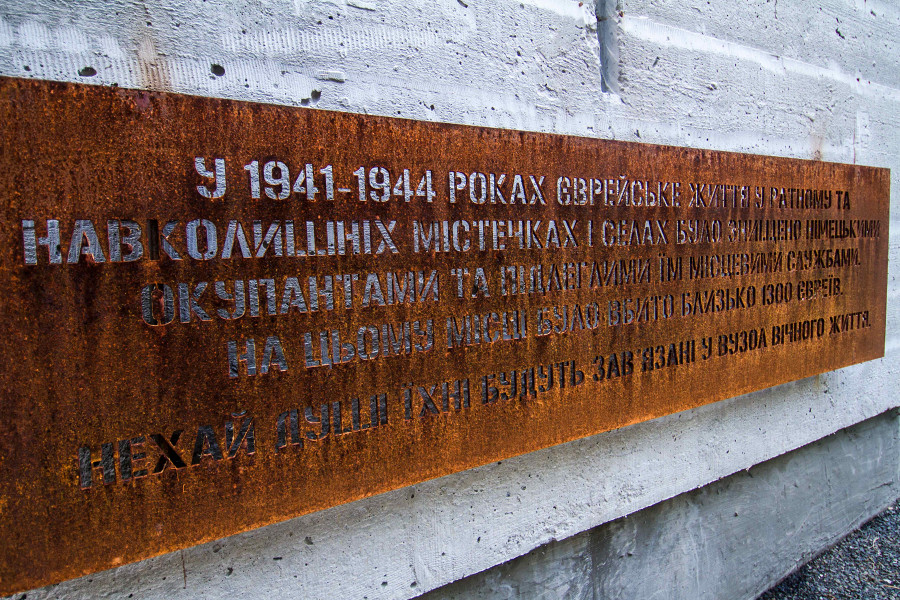 У 1941-1944 РОКАХ ЄВРЕЙСЬКЕ ЖИТТЯ У РАТНОМУ ТА
НАВКОЛИШНІХ МІСТЕЧКАХ І СЕЛАХ БУЛО ЗНИЩЕНО НІМЕЦЬКИМИ
ОКУПАНТАМИ ТА ПІДЛЕГЛИМИ ЇМ МІСЦЕВИМИ СЛУЖБАМИ.
НА ЦЬОМУ МІСЦІ БУЛО ВБИТО БЛИЗЬКО 1300 ЄВРЕЇВ.
НЕХАЙ ДУШІ ЇХНІ БУДУТЬ ЗАВ'ЯЗАНІ У ВУЗОЛ ВІЧНОГО ЖИТТЯ.